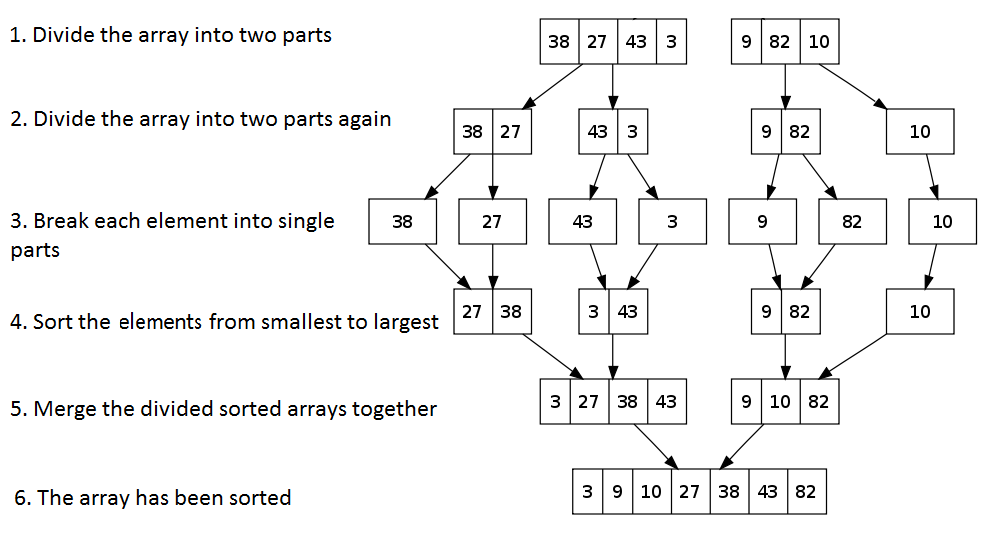 1. Divide the array into two parts
38 27 43 3
9 82 10
2. Divide the array into two parts again
38 27
43 3
9 82
10
3. Break each element into single
parts
38
27
43
3
9
82
10
4. Sort the elements from smallest to largest
27 38
3 43
9 82
10
5. Merge the divided sorted arrays together
3 27 38 43
9 10 82
6. The array has been sorted
3 9 10 27 38 43 82